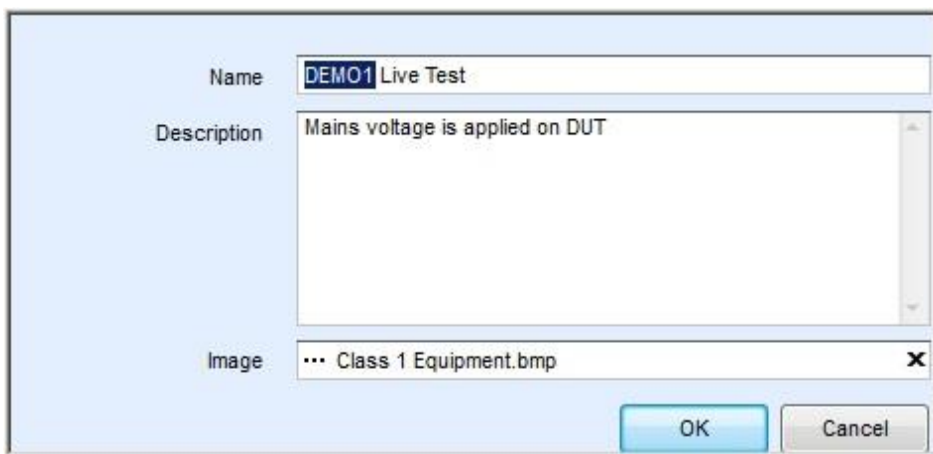 Name DEMO1 Live Test
Description Mains voltage is applied on DUT
Image ... Class 1 Equipment.bmp
OK Cancel